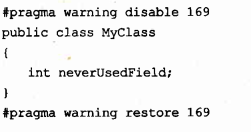 #pragma warning disable 169
public class MyClass
{
    int neverUsedField;
}
#pragma warning restore 169